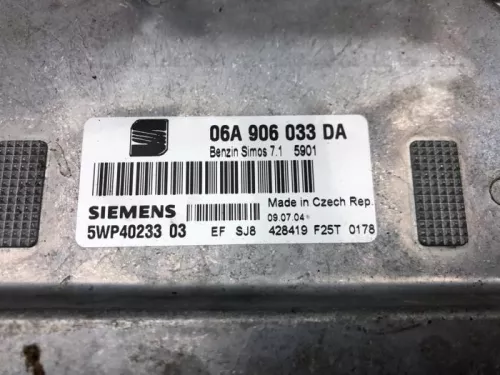 06A 906 033 DA
Benzin Simos 7.1 5901
SIEMENS
Made in Czech Rep.
09.07.04
5WP40233 03 EF SJ8 428419 F25T 0178